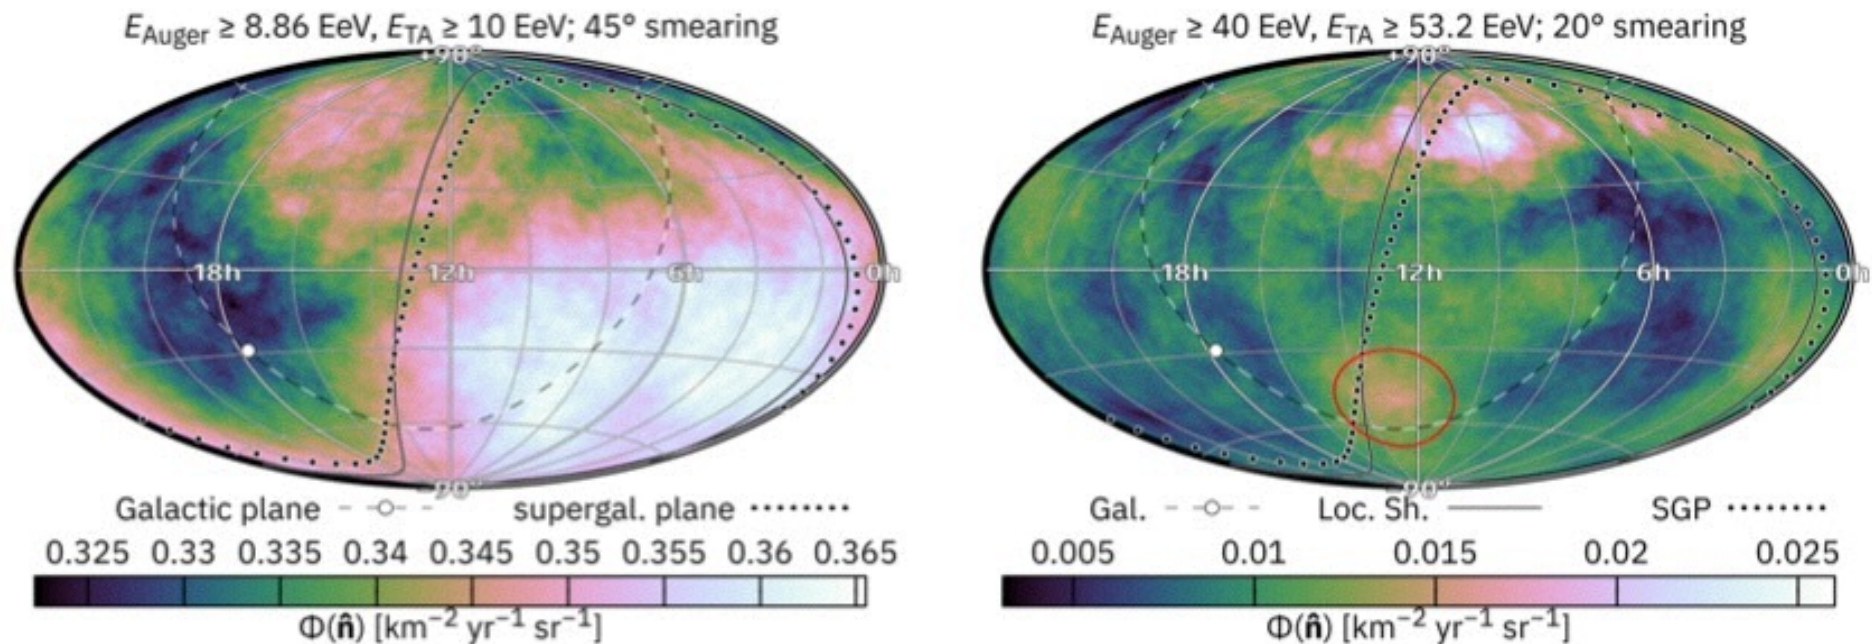 E_Auger ≥ 8.86 EeV, E_TA ≥ 10 EeV; 45° smearing
+90°
18h 12h 6h 0h
-90°
Galactic plane supergal. plane
0.325 0.33 0.335 0.34 0.345 0.35 0.355 0.36 0.365
Φ(n̂) [km⁻² yr⁻¹ sr⁻¹]
E_Auger ≥ 40 EeV, E_TA ≥ 53.2 EeV; 20° smearing
+90°
18h 12h 6h 0h
-90°
Gal. Loc. Sh. SGP
0.005 0.01 0.015 0.02 0.025
Φ(n̂) [km⁻² yr⁻¹ sr⁻¹]